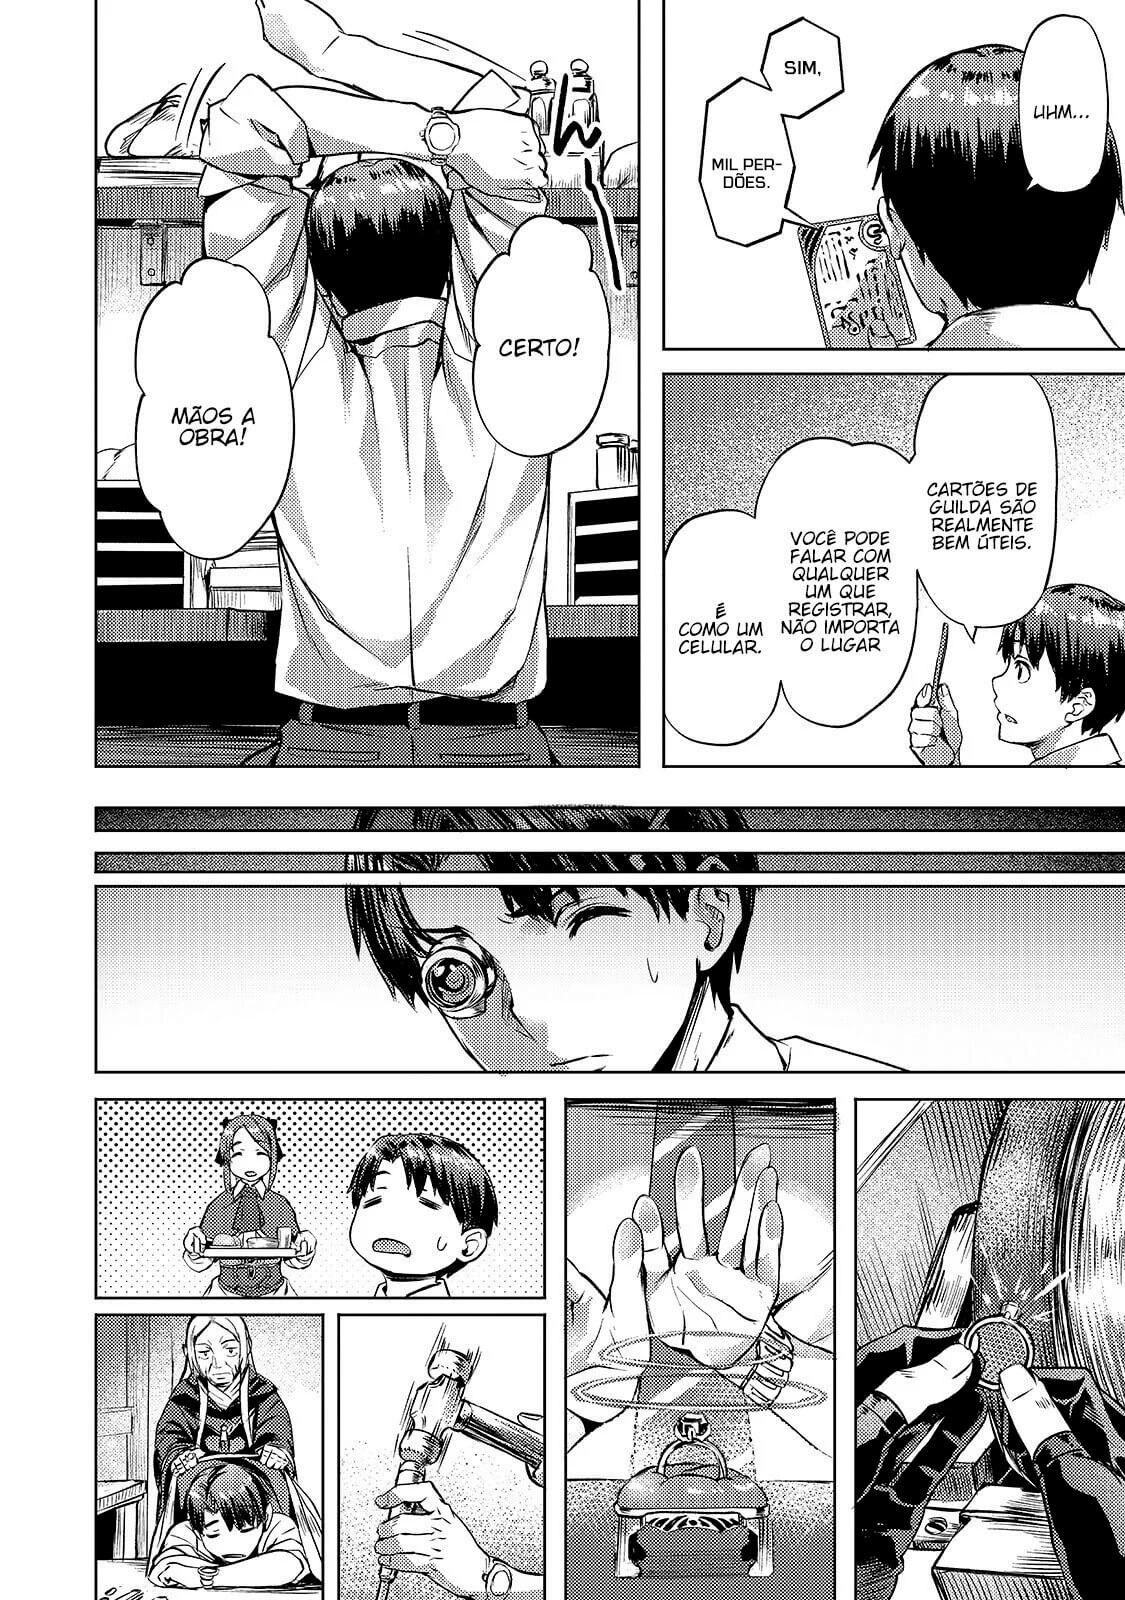 UHM...
SIM,
MIL PER-
DÕES.
CARTÕES DE
GUILDA SÃO
REALMENTE
BEM ÚTEIS.
VOCÊ PODE
FALAR COM
QUALQUER
UM QUE
REGISTRAR,
NÃO IMPORTA
O LUGAR
É
COMO UM
CELULAR.
CERTO!
MÃOS A
OBRA!